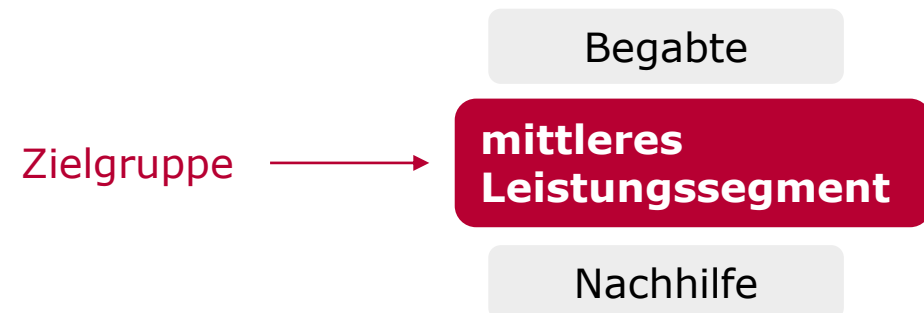 Begabte
Zielgruppe
mittleres
Leistungssegment
Nachhilfe